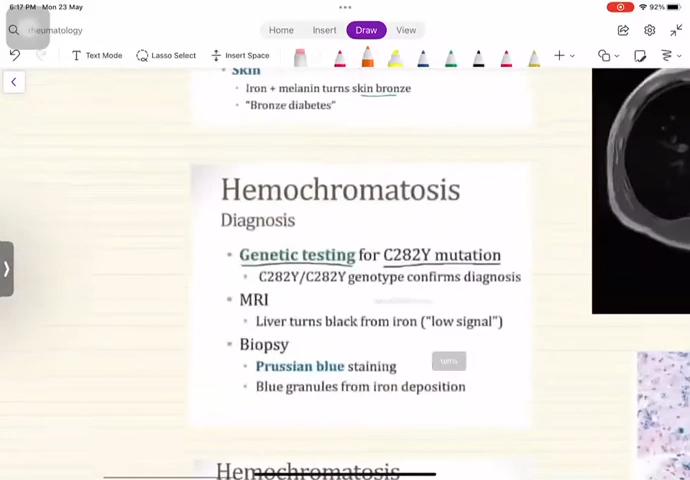 6:17 PM Mon 23 May
92%
rheumatology
Home Insert Draw View
Text Mode Lasso Select Insert Space
Skin
Iron + melanin turns skin bronze
"Bronze diabetes"
Hemochromatosis
Diagnosis
Genetic testing for C282Y mutation
C282Y/C282Y genotype confirms diagnosis
MRI
Liver turns black from iron ("low signal")
Biopsy
Prussian blue staining
Blue granules from iron deposition
Hemochromatosis